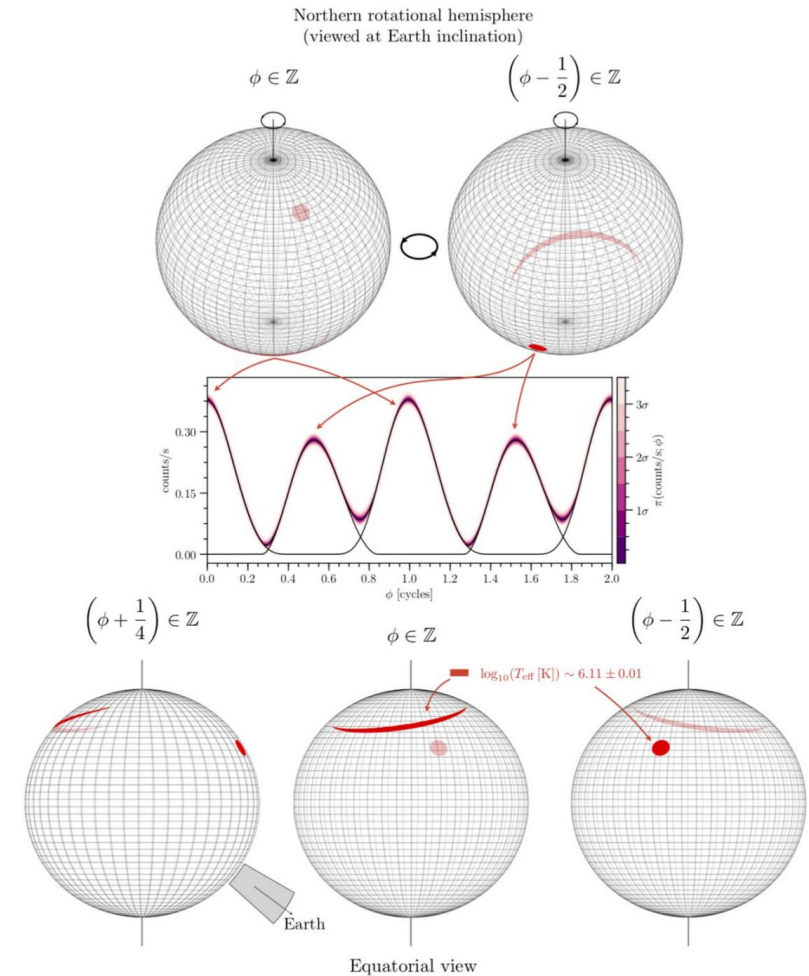 Northern rotational hemisphere
(viewed at Earth inclination)
ϕ ∈ ℤ
(ϕ − 1/2) ∈ ℤ
counts/s
0.30
0.15
0.00
0.0 0.2 0.4 0.6 0.8 1.0 1.2 1.4 1.6 1.8 2.0
ϕ [cycles]
3σ
2σ
1σ
π(counts/s; ϕ)
(ϕ + 1/4) ∈ ℤ
ϕ ∈ ℤ
(ϕ − 1/2) ∈ ℤ
log₁₀(T_eff [K]) ∼ 6.11 ± 0.01
Earth
Equatorial view